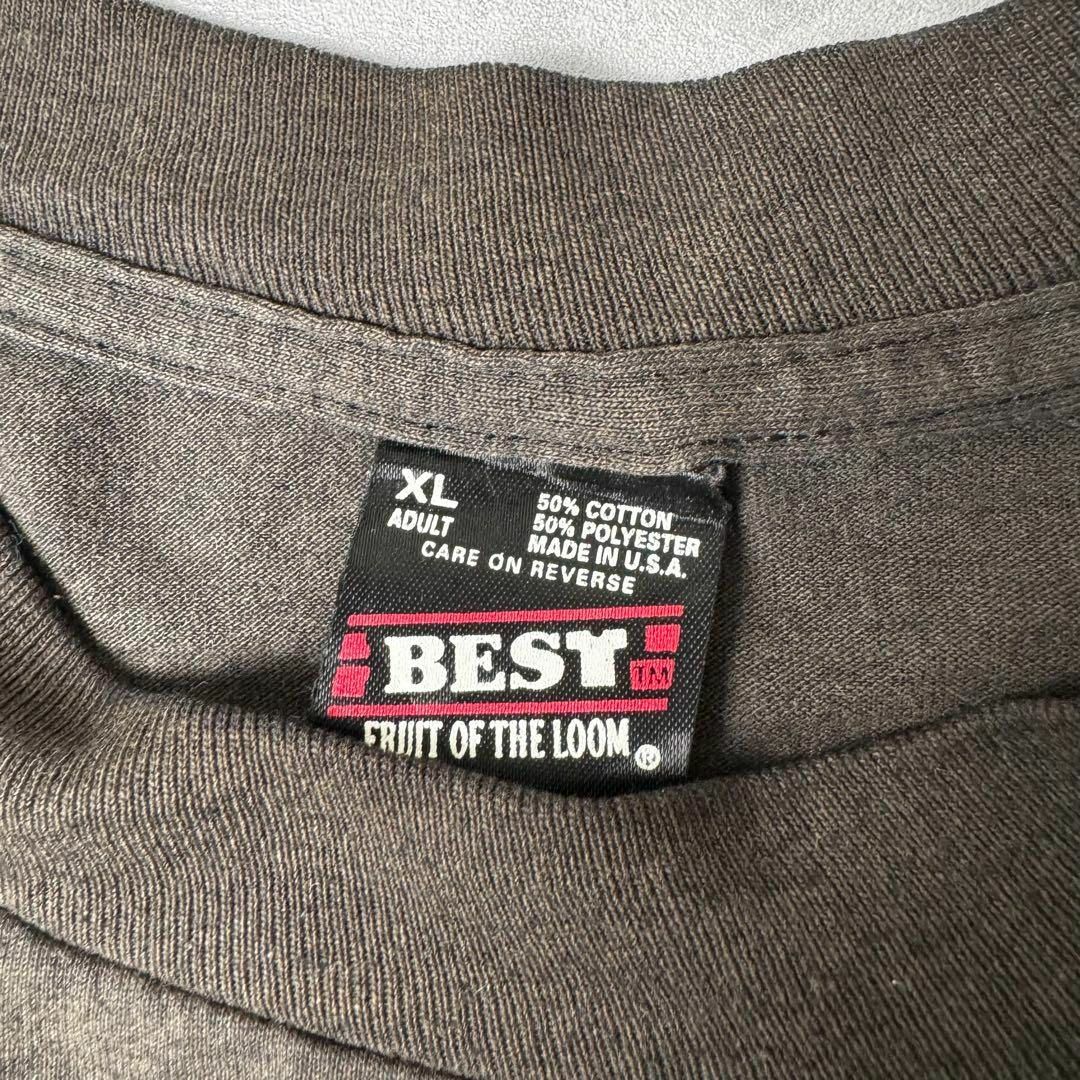 XL
ADULT
50% COTTON
50% POLYESTER
MADE IN U.S.A.
CARE ON REVERSE
BEST TM
FRUIT OF THE LOOM ®